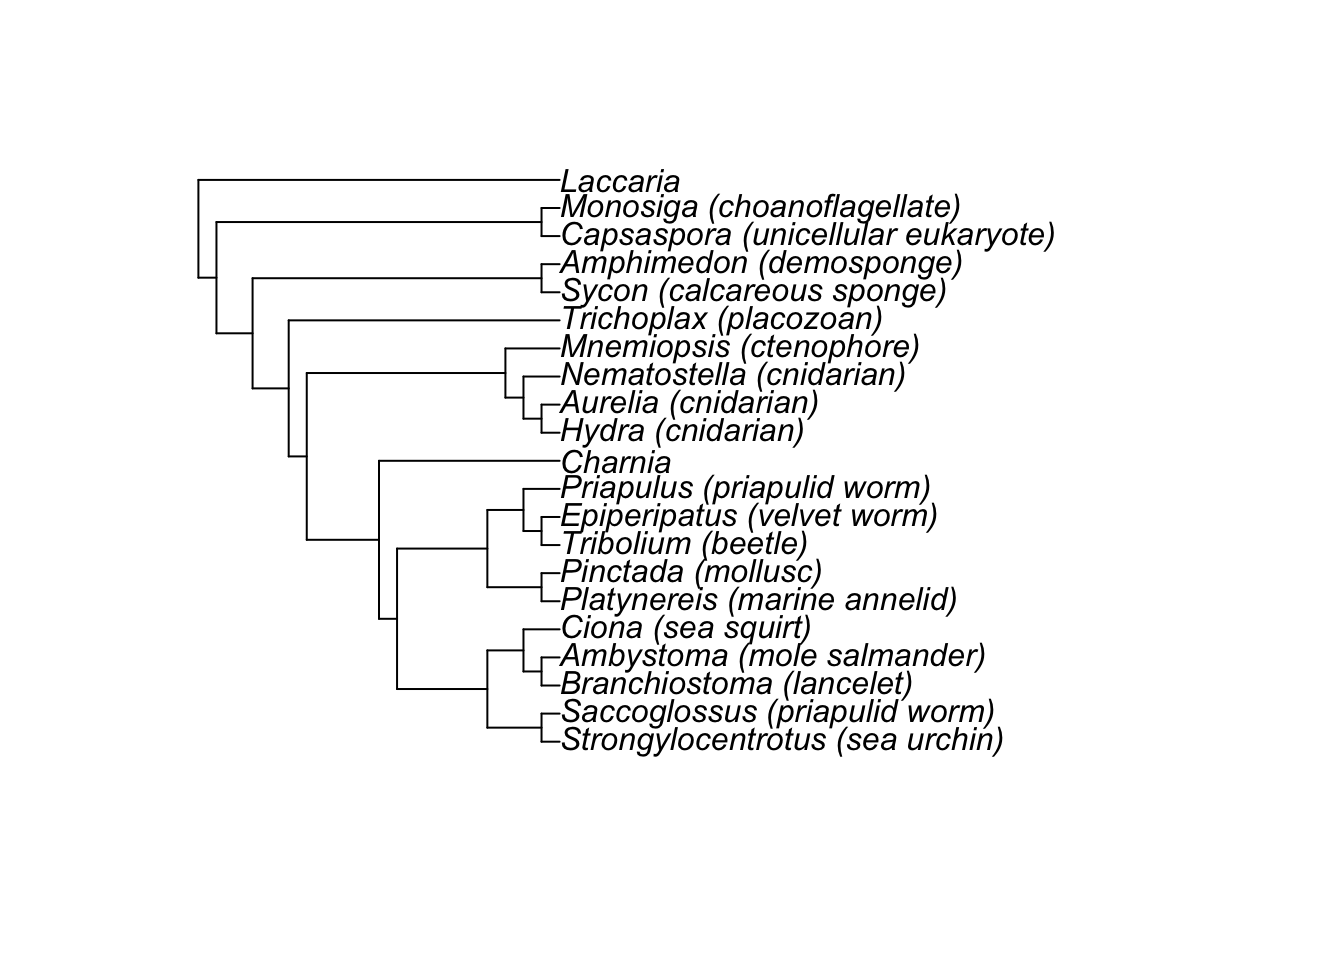 Laccaria
Monosiga (choanoflagellate)
Capsaspora (unicellular eukaryote)
Amphimedon (demosponge)
Sycon (calcareous sponge)
Trichoplax (placozoan)
Mnemiopsis (ctenophore)
Nematostella (cnidarian)
Aurelia (cnidarian)
Hydra (cnidarian)
Charnia
Priapulus (priapulid worm)
Epiperipatus (velvet worm)
Tribolium (beetle)
Pinctada (mollusc)
Platynereis (marine annelid)
Ciona (sea squirt)
Ambystoma (mole salmander)
Branchiostoma (lancelet)
Saccoglossus (priapulid worm)
Strongylocentrotus (sea urchin)